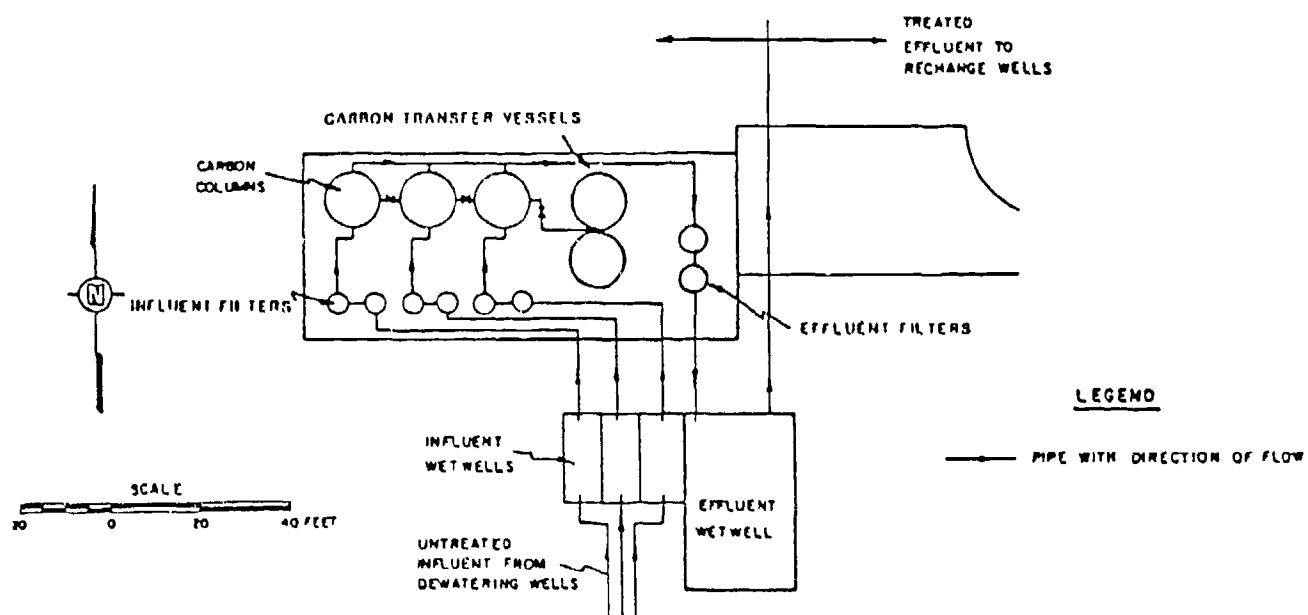 TREATED
EFFLUENT TO
RECHARGE WELLS
CARBON TRANSFER VESSELS
CARBON
COLUMNS
N
INFLUENT FILTERS
EFFLUENT FILTERS
LEGEND
PIPE WITH DIRECTION OF FLOW
INFLUENT
WETWELLS
EFFLUENT
WETWELL
SCALE
20 0 20 40 FEET
UNTREATED
INFLUENT FROM
DEWATERING WELLS